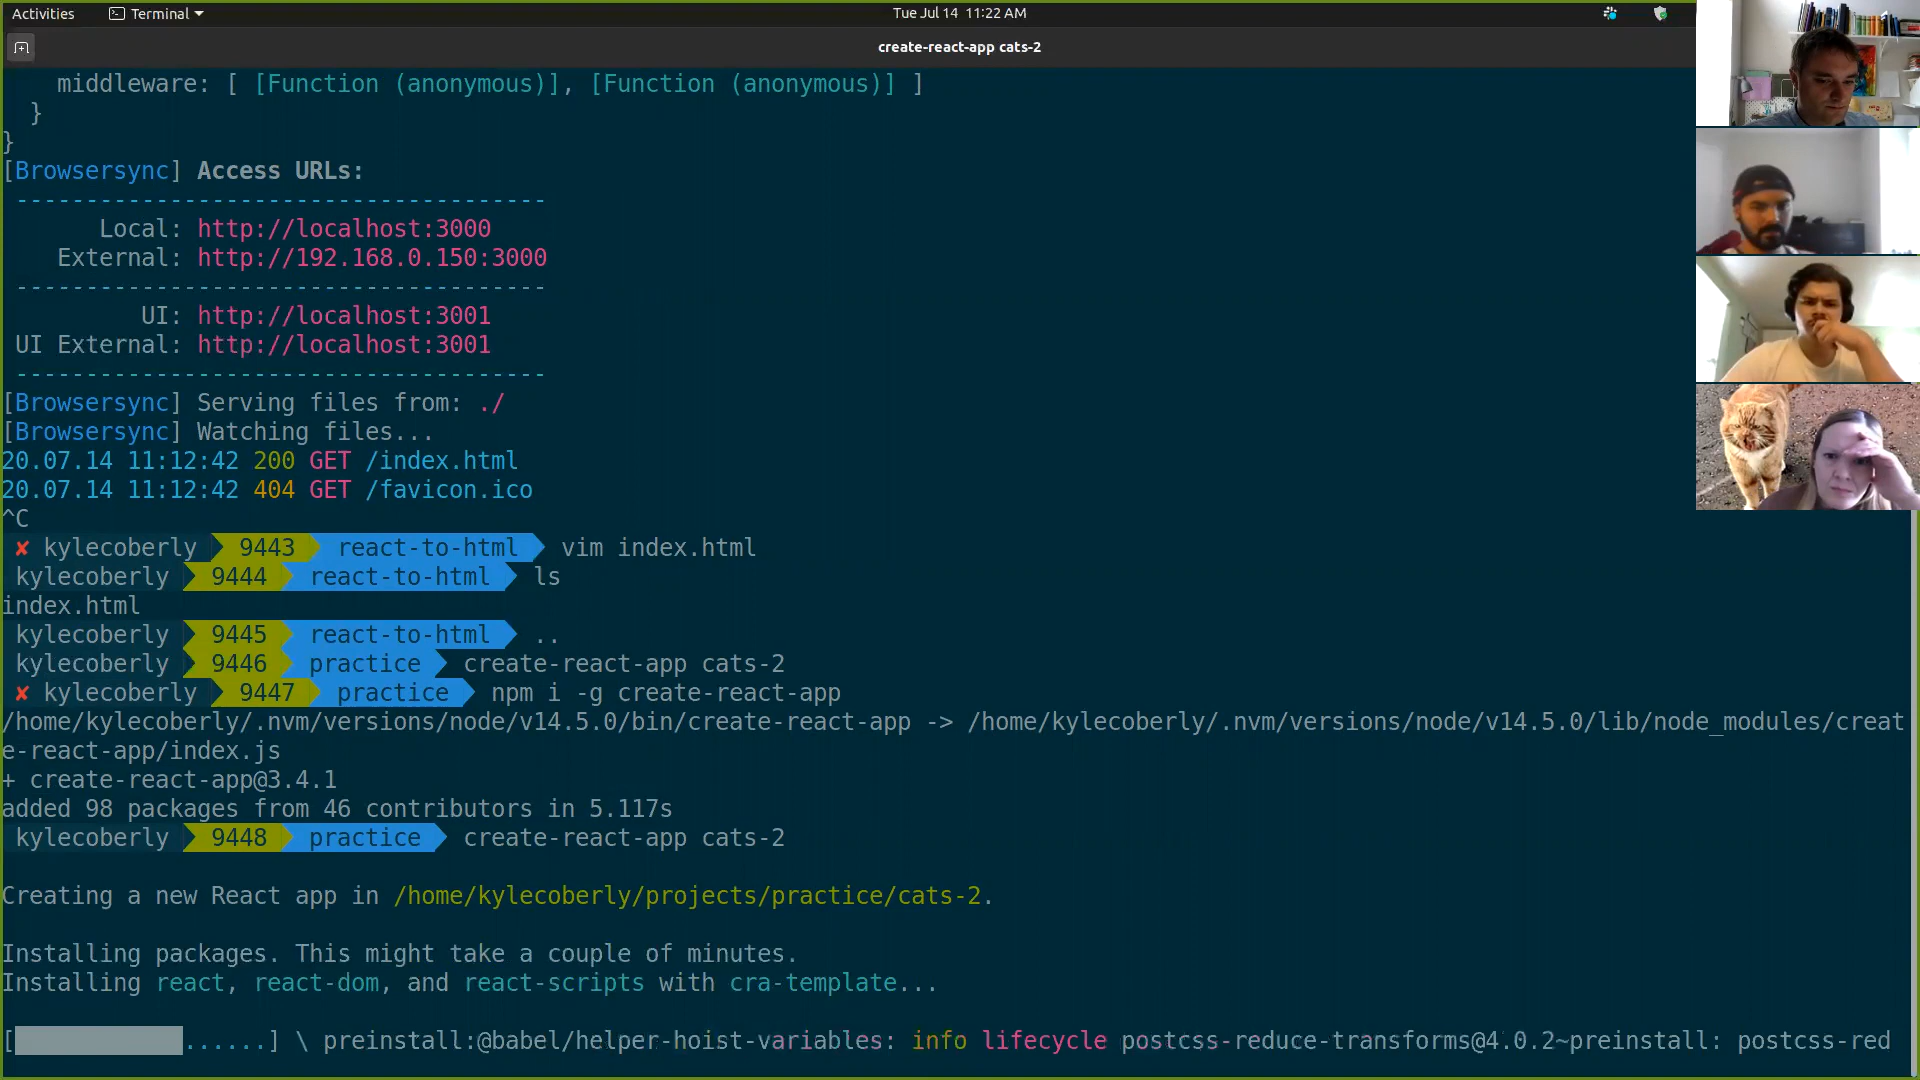 Activities
Terminal
Tue Jul 14 11:22 AM
create-react-app cats-2
middleware: [ [Function (anonymous)], [Function (anonymous)] ]
}
}
[Browsersync] Access URLs:
--------------------------------------
Local: http://localhost:3000
External: http://192.168.0.150:3000
--------------------------------------
UI: http://localhost:3001
UI External: http://localhost:3001
--------------------------------------
[Browsersync] Serving files from: ./
[Browsersync] Watching files...
20.07.14 11:12:42 200 GET /index.html
20.07.14 11:12:42 404 GET /favicon.ico
^C
✘ kylecoberly 9443 react-to-html vim index.html
kylecoberly 9444 react-to-html ls
index.html
kylecoberly 9445 react-to-html ..
kylecoberly 9446 practice create-react-app cats-2
✘ kylecoberly 9447 practice npm i -g create-react-app
/home/kylecoberly/.nvm/versions/node/v14.5.0/bin/create-react-app -> /home/kylecoberly/.nvm/versions/node/v14.5.0/lib/node_modules/creat
e-react-app/index.js
+ create-react-app@3.4.1
added 98 packages from 46 contributors in 5.117s
kylecoberly 9448 practice create-react-app cats-2
Creating a new React app in /home/kylecoberly/projects/practice/cats-2.
Installing packages. This might take a couple of minutes.
Installing react, react-dom, and react-scripts with cra-template...
[ ......] \ preinstall:@babel/helper-hoist-variables: info lifecycle postcss-reduce-transforms@4.0.2~preinstall: postcss-red